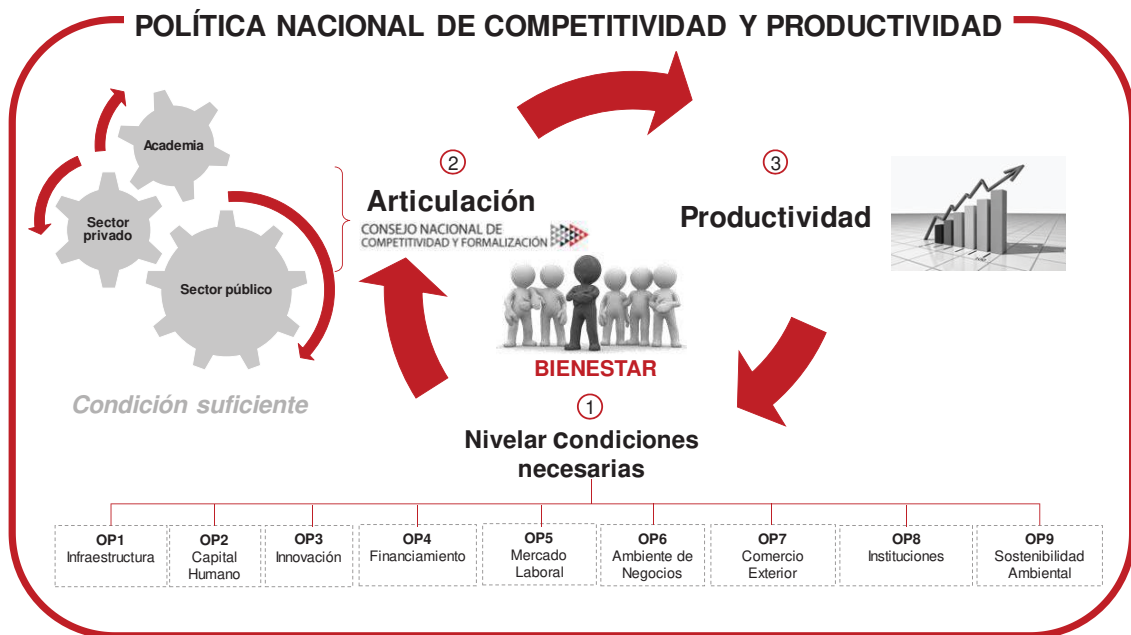 POLÍTICA NACIONAL DE COMPETITIVIDAD Y PRODUCTIVIDAD
Academia
Sector
privado
Sector público
Condición suficiente
2
Articulación
CONSEJO NACIONAL DE
COMPETITIVIDAD Y FORMALIZACIÓN
3
Productividad
BIENESTAR
1
Nivelar condiciones
necesarias
OP1
Infraestructura
OP2
Capital
Humano
OP3
Innovación
OP4
Financiamiento
OP5
Mercado
Laboral
OP6
Ambiente de
Negocios
OP7
Comercio
Exterior
OP8
Instituciones
OP9
Sostenibilidad
Ambiental